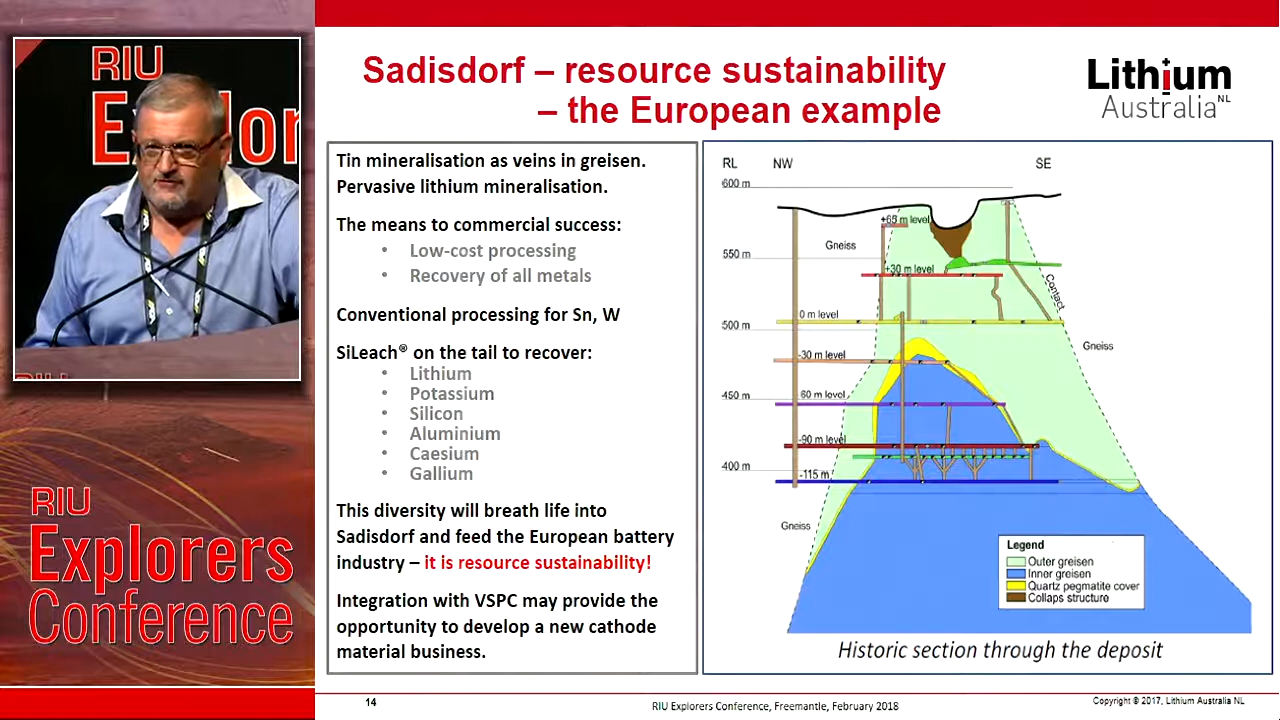 RIU
Explor
RIU
Explorers
Conference
Sadisdorf – resource sustainability
– the European example
Lithium
Australia NL
Tin mineralisation as veins in greisen.
Pervasive lithium mineralisation.
The means to commercial success:
• Low-cost processing
• Recovery of all metals
Conventional processing for Sn, W
SiLeach® on the tail to recover:
• Lithium
• Potassium
• Silicon
• Aluminium
• Caesium
• Gallium
This diversity will breath life into
Sadisdorf and feed the European battery
industry – it is resource sustainability!
Integration with VSPC may provide the
opportunity to develop a new cathode
material business.
RL NW SE
600 m
+65 m level
Gneiss
550 m
+30 m level
Contact
0 m level
500 m
Gneiss
-30 m level
450 m
60 m level
-90 m level
400 m
-115 m
Gneiss
Legend
Outer greisen
Inner greisen
Quartz pegmatite cover
Collaps structure
Historic section through the deposit
14
RIU Explorers Conference, Freemantle, February 2018
Copyright © 2017, Lithium Australia NL